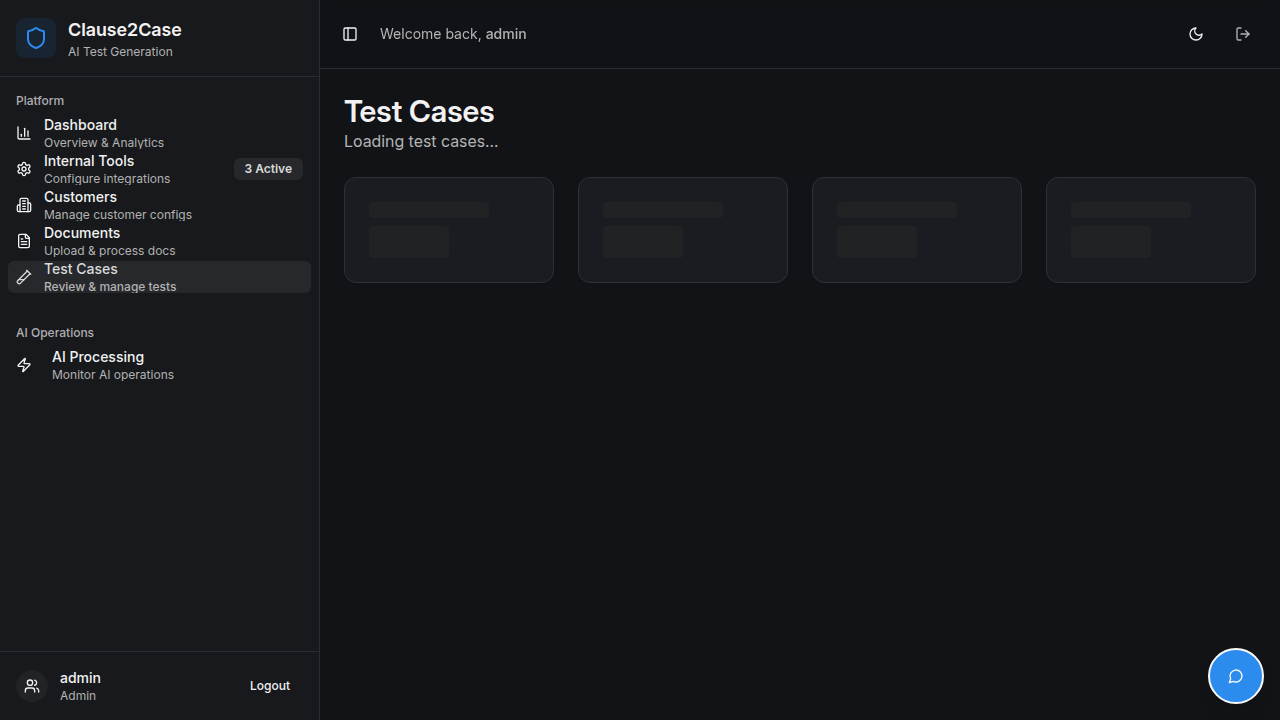 Clause2Case
AI Test Generation
Welcome back, admin
Platform
Dashboard
Overview & Analytics
Internal Tools
Configure integrations
3 Active
Customers
Manage customer configs
Documents
Upload & process docs
Test Cases
Review & manage tests
AI Operations
AI Processing
Monitor AI operations
admin
Admin
Logout
Test Cases
Loading test cases...